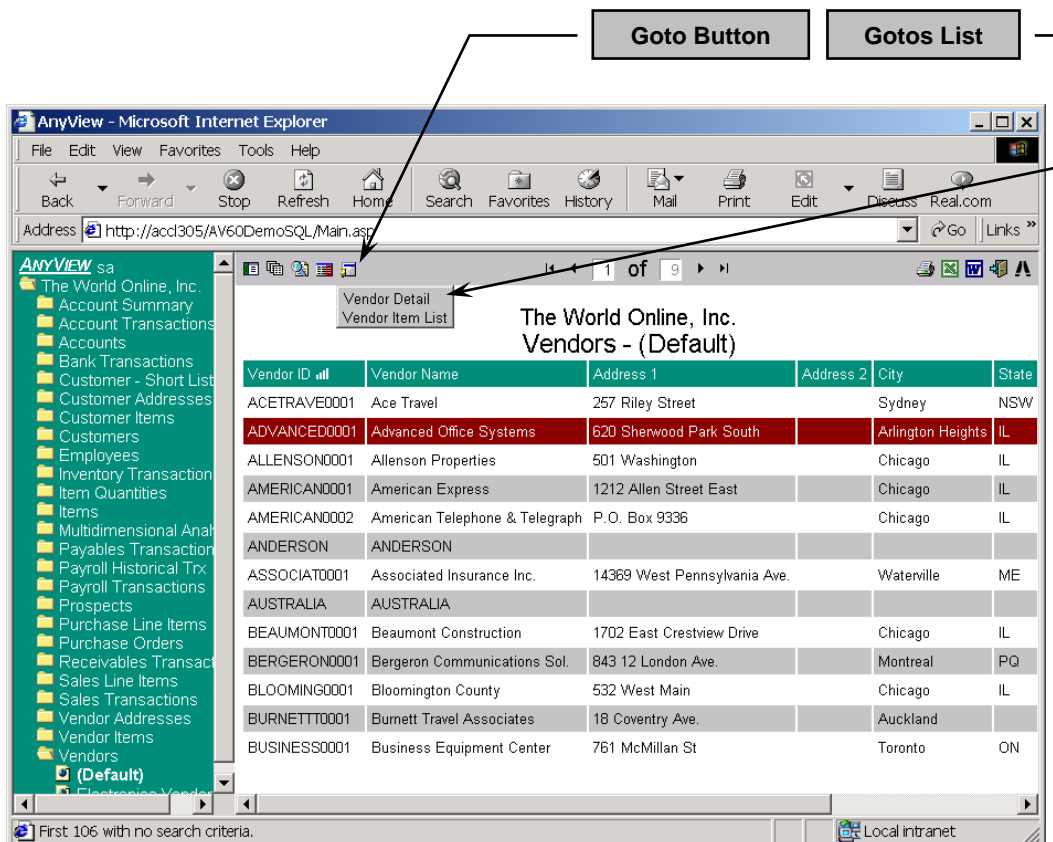 Goto Button
Gotos List
AnyView - Microsoft Internet Explorer
File Edit View Favorites Tools Help
Back Forward Stop Refresh Home Search Favorites History Mail Print Edit Discuss Real.com
Address http://accl305/AV60DemoSQL/Main.asp Go Links »
ANYVIEW sa
The World Online, Inc.
Account Summary
Account Transactions
Accounts
Bank Transactions
Customer - Short List
Customer Addresses
Customer Items
Customers
Employees
Inventory Transaction
Item Quantities
Items
Multidimensional Anal
Payables Transaction
Payroll Historical Trx
Payroll Transactions
Prospects
Purchase Line Items
Purchase Orders
Receivables Transact
Sales Line Items
Sales Transactions
Vendor Addresses
Vendor Items
Vendors
(Default)
Electronics Vendor
1 of 9
Vendor Detail
Vendor Item List
The World Online, Inc.
Vendors - (Default)
Vendor ID Vendor Name Address 1 Address 2 City State
ACETRAVE0001 Ace Travel 257 Riley Street Sydney NSW
ADVANCED0001 Advanced Office Systems 620 Sherwood Park South Arlington Heights IL
ALLENSON0001 Allenson Properties 501 Washington Chicago IL
AMERICAN0001 American Express 1212 Allen Street East Chicago IL
AMERICAN0002 American Telephone & Telegraph P.O. Box 9336 Chicago IL
ANDERSON ANDERSON
ASSOCIAT0001 Associated Insurance Inc. 14369 West Pennsylvania Ave. Waterville ME
AUSTRALIA AUSTRALIA
BEAUMONT0001 Beaumont Construction 1702 East Crestview Drive Chicago IL
BERGERON0001 Bergeron Communications Sol. 843 12 London Ave. Montreal PQ
BLOOMING0001 Bloomington County 532 West Main Chicago IL
BURNETTT0001 Burnett Travel Associates 18 Coventry Ave. Auckland
BUSINESS0001 Business Equipment Center 761 McMillan St Toronto ON
First 106 with no search criteria.
Local intranet